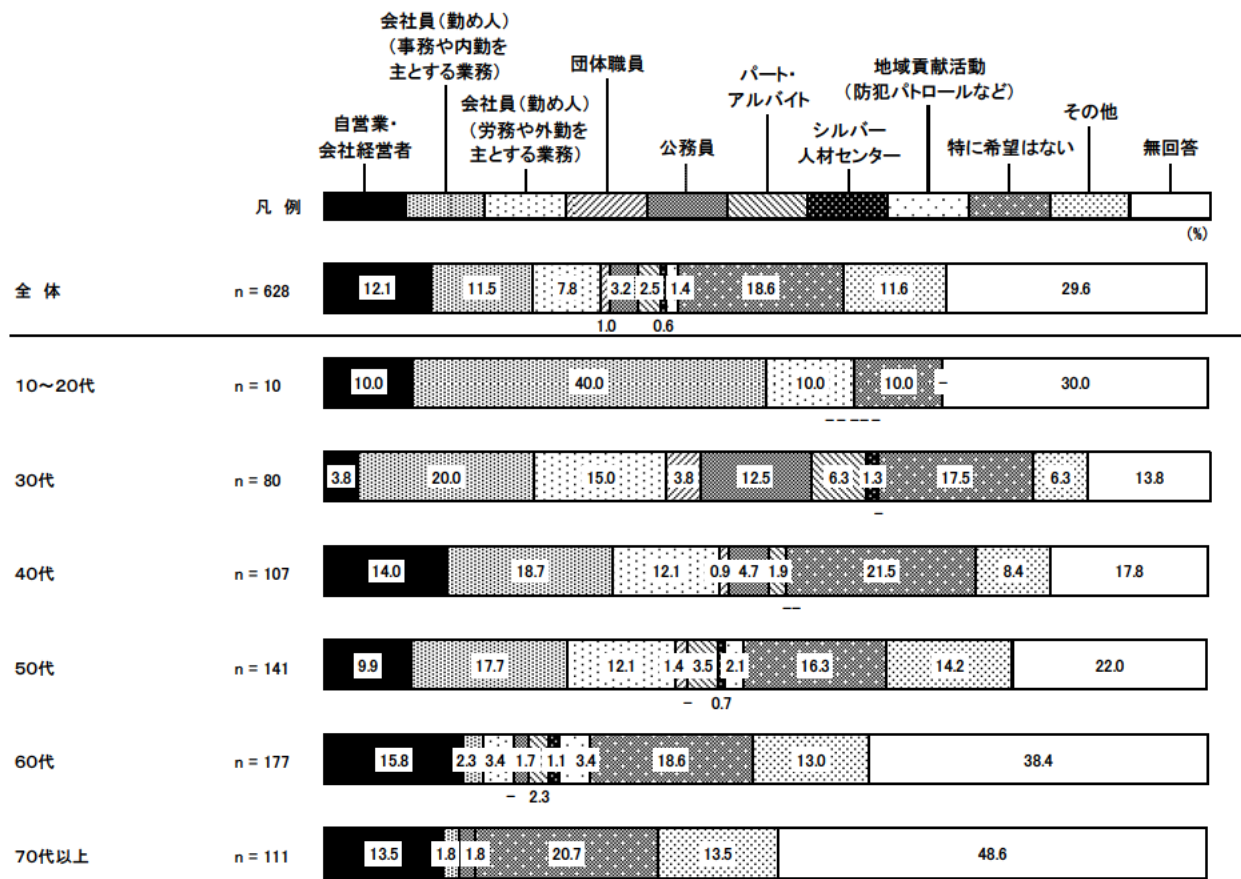 会社員(勤め人)
(事務や内勤を
主とする業務)
団体職員
会社員(勤め人)
(労務や外勤を
主とする業務)
自営業・
会社経営者
公務員
パート・
アルバイト
シルバー
人材センター
地域貢献活動
(防犯パトロールなど)
特に希望はない
その他
無回答
凡 例
(%)
全 体 n = 628 12.1 11.5 7.8 3.2 2.5 1.4 18.6 11.6 29.6
1.0 0.6
10~20代 n = 10 10.0 40.0 10.0 10.0 - 30.0
-- -- - --
30代 n = 80 3.8 20.0 15.0 3.8 12.5 6.3 1.3 17.5 6.3 13.8
-
40代 n = 107 14.0 18.7 12.1 0.9 4.7 1.9 21.5 8.4 17.8
--
50代 n = 141 9.9 17.7 12.1 1.4 3.5 2.1 16.3 14.2 22.0
- 0.7
60代 n = 177 15.8 2.3 3.4 1.7 1.1 3.4 18.6 13.0 38.4
- 2.3
70代以上 n = 111 13.5 1.8 1.8 20.7 13.5 48.6